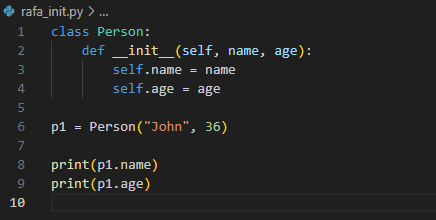 rafa_init.py > ...
1 class Person:
2     def __init__(self, name, age):
3         self.name = name
4         self.age = age
5
6 p1 = Person("John", 36)
7
8 print(p1.name)
9 print(p1.age)
10